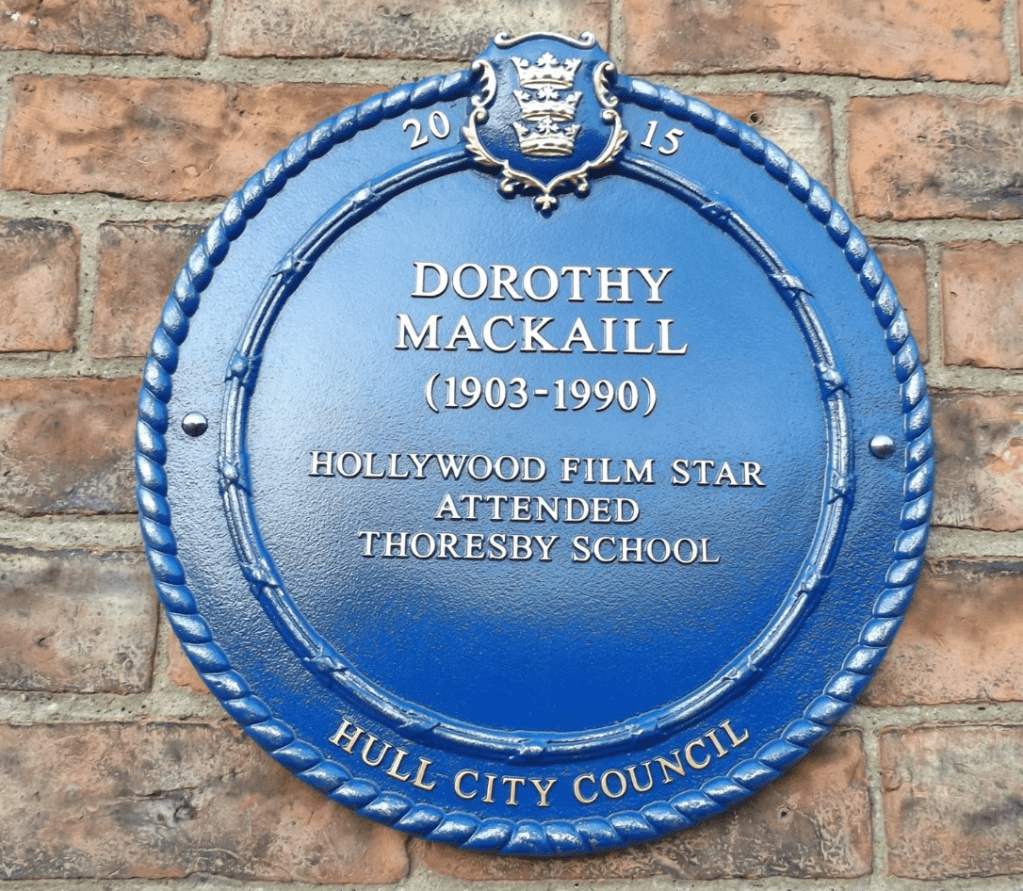 20 15
DOROTHY
MACKAILL
(1903-1990)
HOLLYWOOD FILM STAR
ATTENDED
THORESBY SCHOOL
HULL CITY COUNCIL